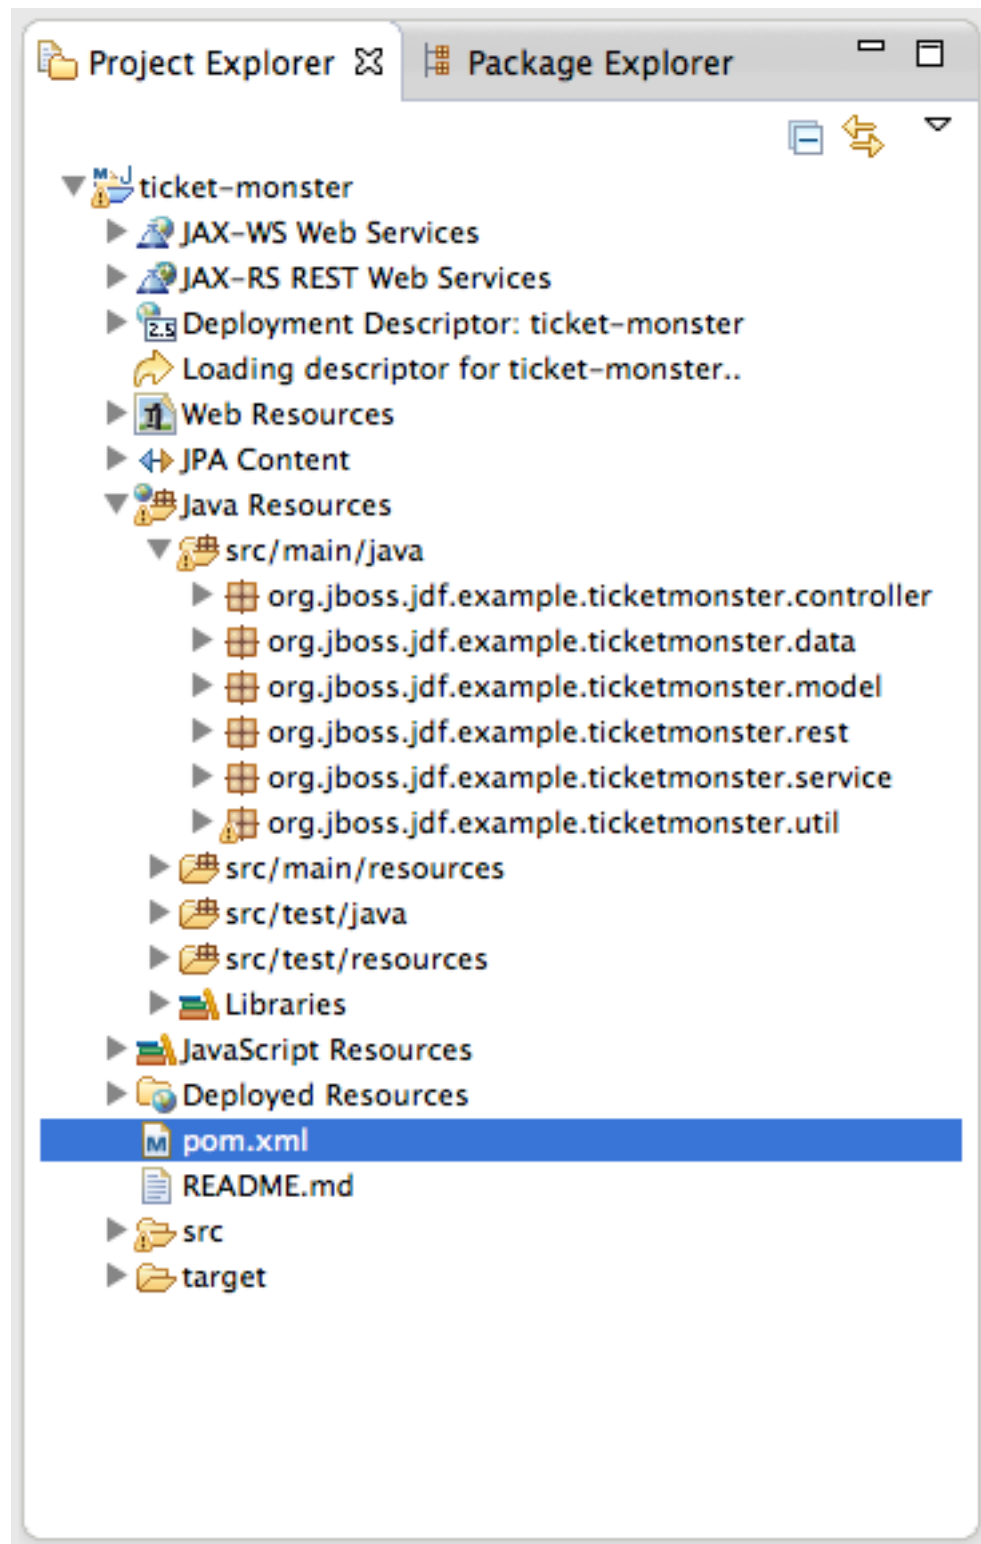 Project Explorer Package Explorer
ticket-monster
JAX-WS Web Services
JAX-RS REST Web Services
2.5 Deployment Descriptor: ticket-monster
Loading descriptor for ticket-monster..
Web Resources
JPA Content
Java Resources
src/main/java
org.jboss.jdf.example.ticketmonster.controller
org.jboss.jdf.example.ticketmonster.data
org.jboss.jdf.example.ticketmonster.model
org.jboss.jdf.example.ticketmonster.rest
org.jboss.jdf.example.ticketmonster.service
org.jboss.jdf.example.ticketmonster.util
src/main/resources
src/test/java
src/test/resources
Libraries
JavaScript Resources
Deployed Resources
M pom.xml
README.md
src
target